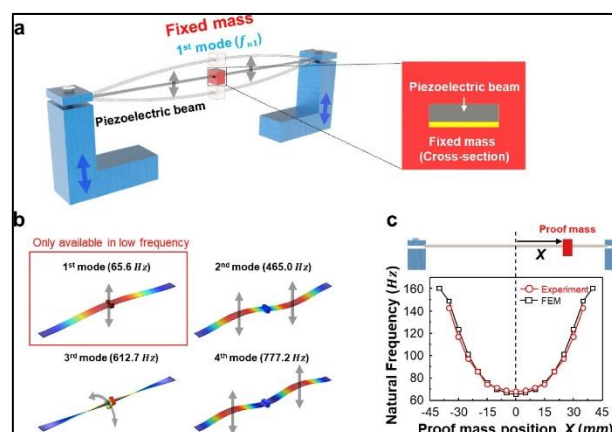 a
Fixed mass
1st mode (fn1)
Piezoelectric beam
Piezoelectric beam
Fixed mass
(Cross-section)
b
Only available in low frequency
1st mode (65.6 Hz)
2nd mode (465.0 Hz)
3rd mode (612.7 Hz)
4th mode (777.2 Hz)
c
Proof mass
X
Natural Frequency (Hz)
160
140
120
100
80
60
Experiment
FEM
-45 -30 -15 0 15 30 45
Proof mass position, X (mm)